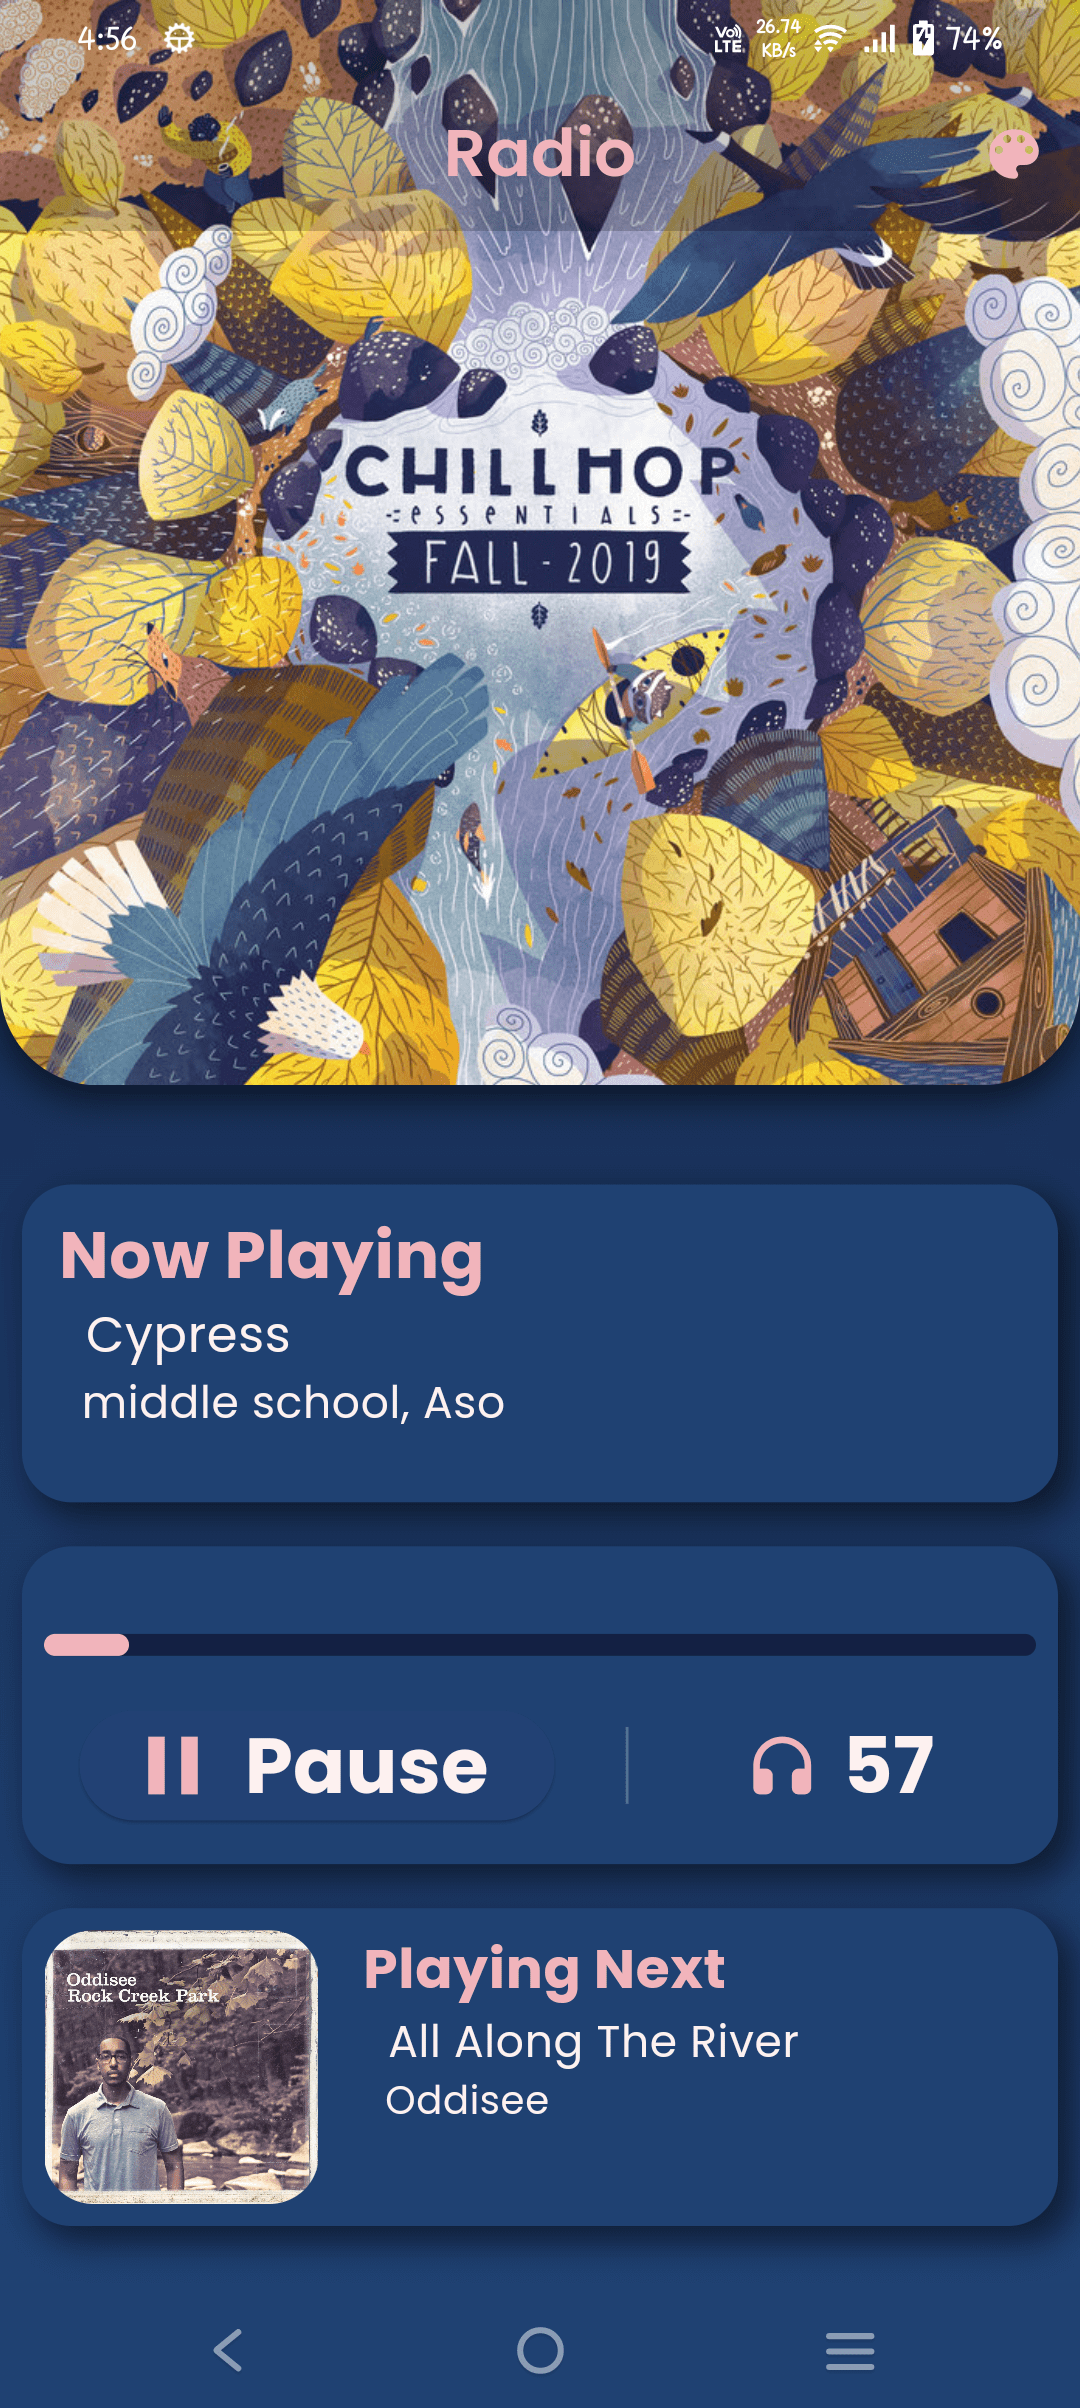 4:56
Vo))
LTE
26.74
KB/s
74%
Radio
CHILLHOP
-:essentials:-
FALL-2019
Now Playing
Cypress
middle school, Aso
Pause
57
Oddisee
Rock Creek Park
Playing Next
All Along The River
Oddisee